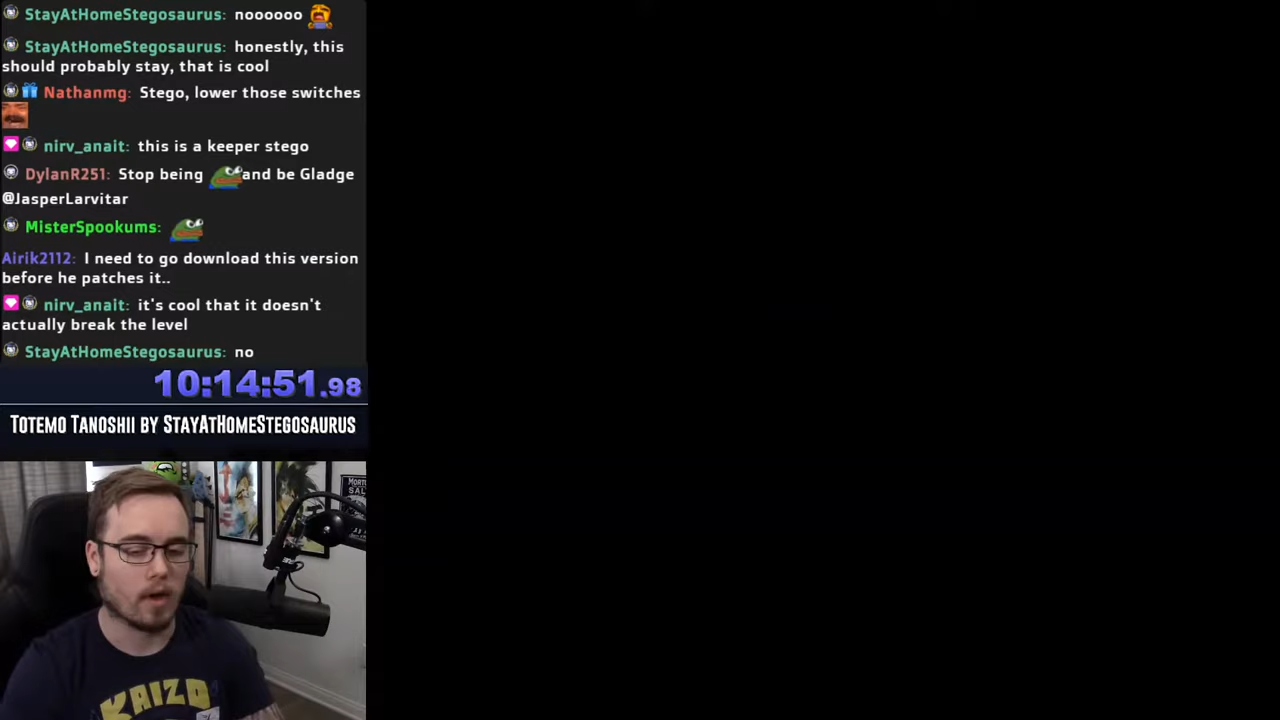 StayAtHomeStegosaurus: noooooo
StayAtHomeStegosaurus: honestly, this
should probably stay, that is cool
Nathanmg: Stego, lower those switches
nirv_anait: this is a keeper stego
DylanR251: Stop being and be Gladge
@JasperLarvitar
MisterSpookums:
Airik2112: I need to go download this version
before he patches it..
nirv_anait: it's cool that it doesn't
actually break the level
StayAtHomeStegosaurus: no
10:14:51.98
TOTEMO TANOSHII BY STAYATHOMESTEGOSAURUS
KAIZO